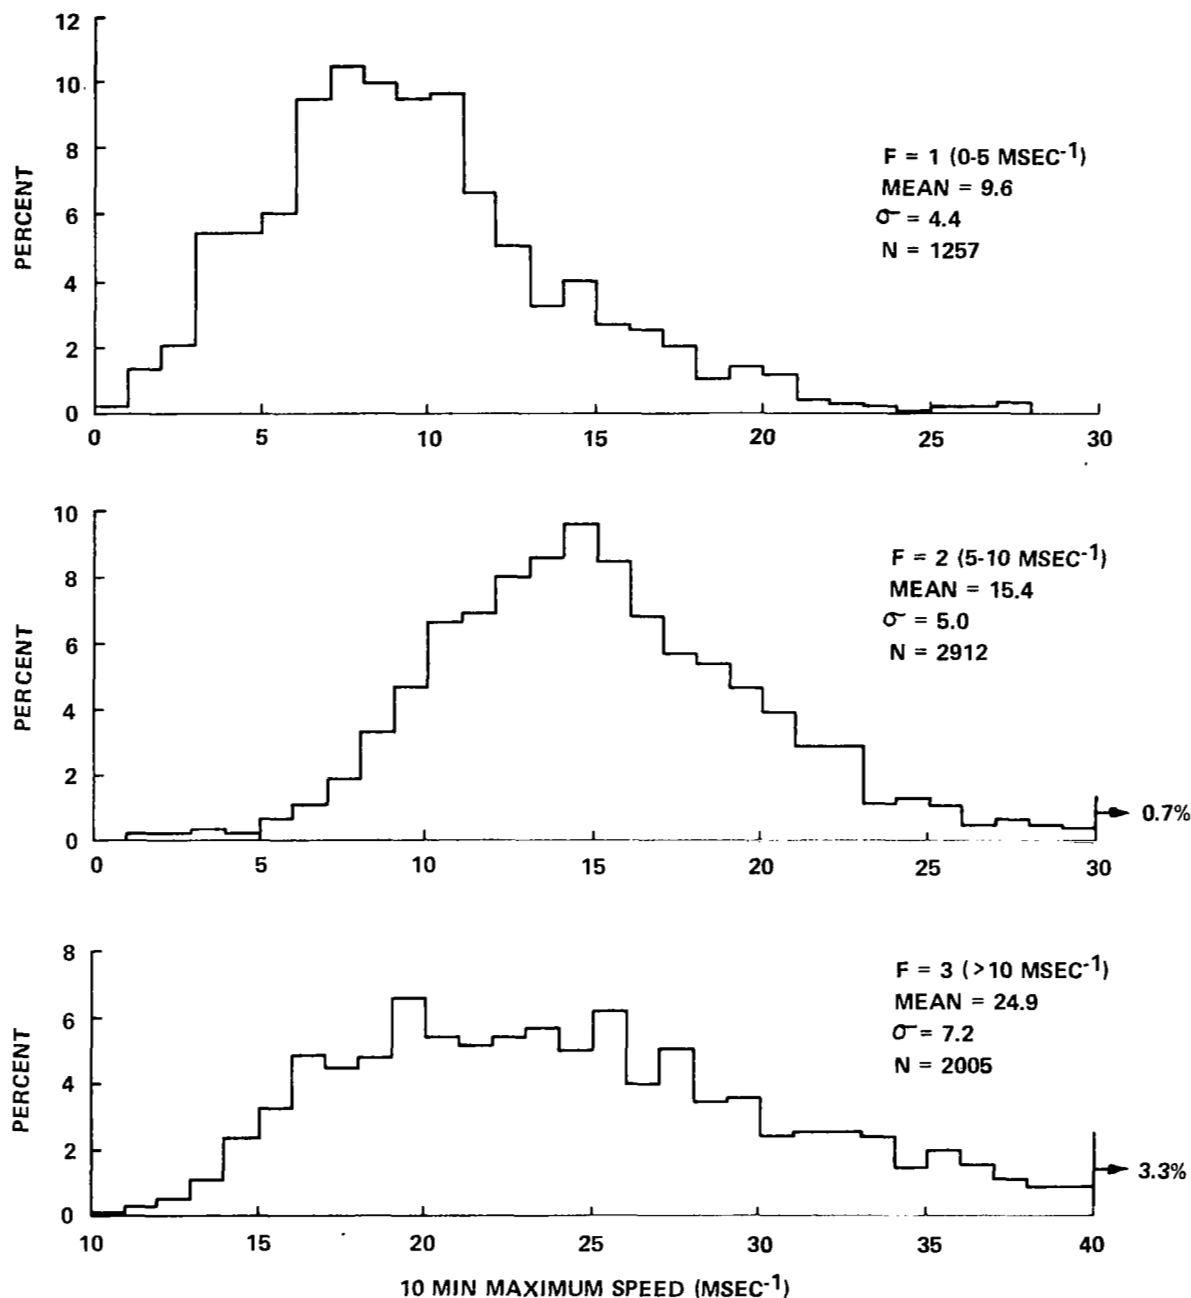 12
10
8
6
4
2
0
PERCENT
0 5 10 15 20 25 30
F = 1 (0-5 MSEC-1)
MEAN = 9.6
σ = 4.4
N = 1257
10
8
6
4
2
0
PERCENT
0 5 10 15 20 25 30
F = 2 (5-10 MSEC-1)
MEAN = 15.4
σ = 5.0
N = 2912
0.7%
8
6
4
2
0
PERCENT
10 15 20 25 30 35 40
F = 3 (>10 MSEC-1)
MEAN = 24.9
σ = 7.2
N = 2005
3.3%
10 MIN MAXIMUM SPEED (MSEC-1)